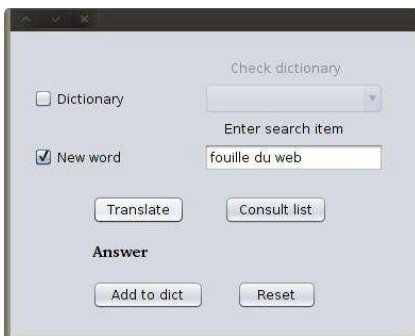 Check dictionary
Dictionary
Enter search item
New word fouille du web
Translate Consult list
Answer
Add to dict Reset